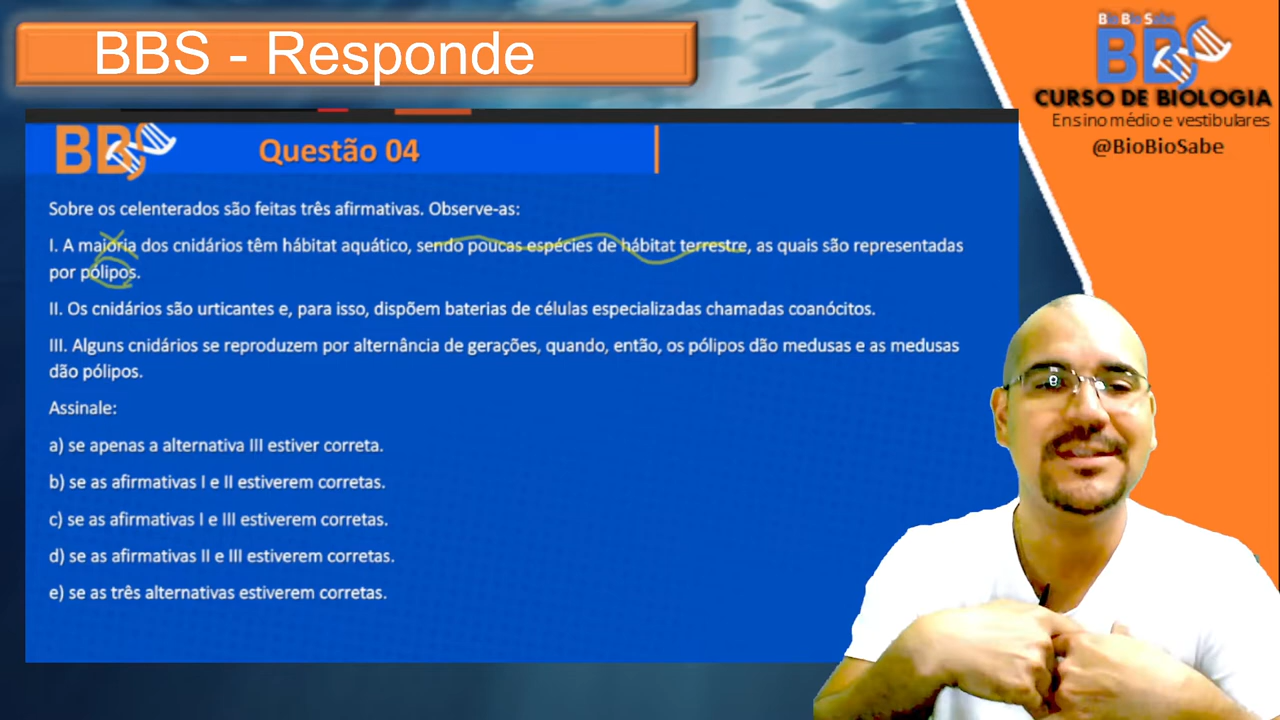 BBS - Responde
Bio Bio Sabe
BBS
CURSO DE BIOLOGIA
Ensino médio e vestibulares
@BioBioSabe
BBS
Questão 04
Sobre os celenterados são feitas três afirmativas. Observe-as:
I. A maioria dos cnidários têm hábitat aquático, sendo poucas espécies de hábitat terrestre, as quais são representadas
por pólipos.
II. Os cnidários são urticantes e, para isso, dispõem baterias de células especializadas chamadas coanócitos.
III. Alguns cnidários se reproduzem por alternância de gerações, quando, então, os pólipos dão medusas e as medusas
dão pólipos.
Assinale:
a) se apenas a alternativa III estiver correta.
b) se as afirmativas I e II estiverem corretas.
c) se as afirmativas I e III estiverem corretas.
d) se as afirmativas II e III estiverem corretas.
e) se as três alternativas estiverem corretas.